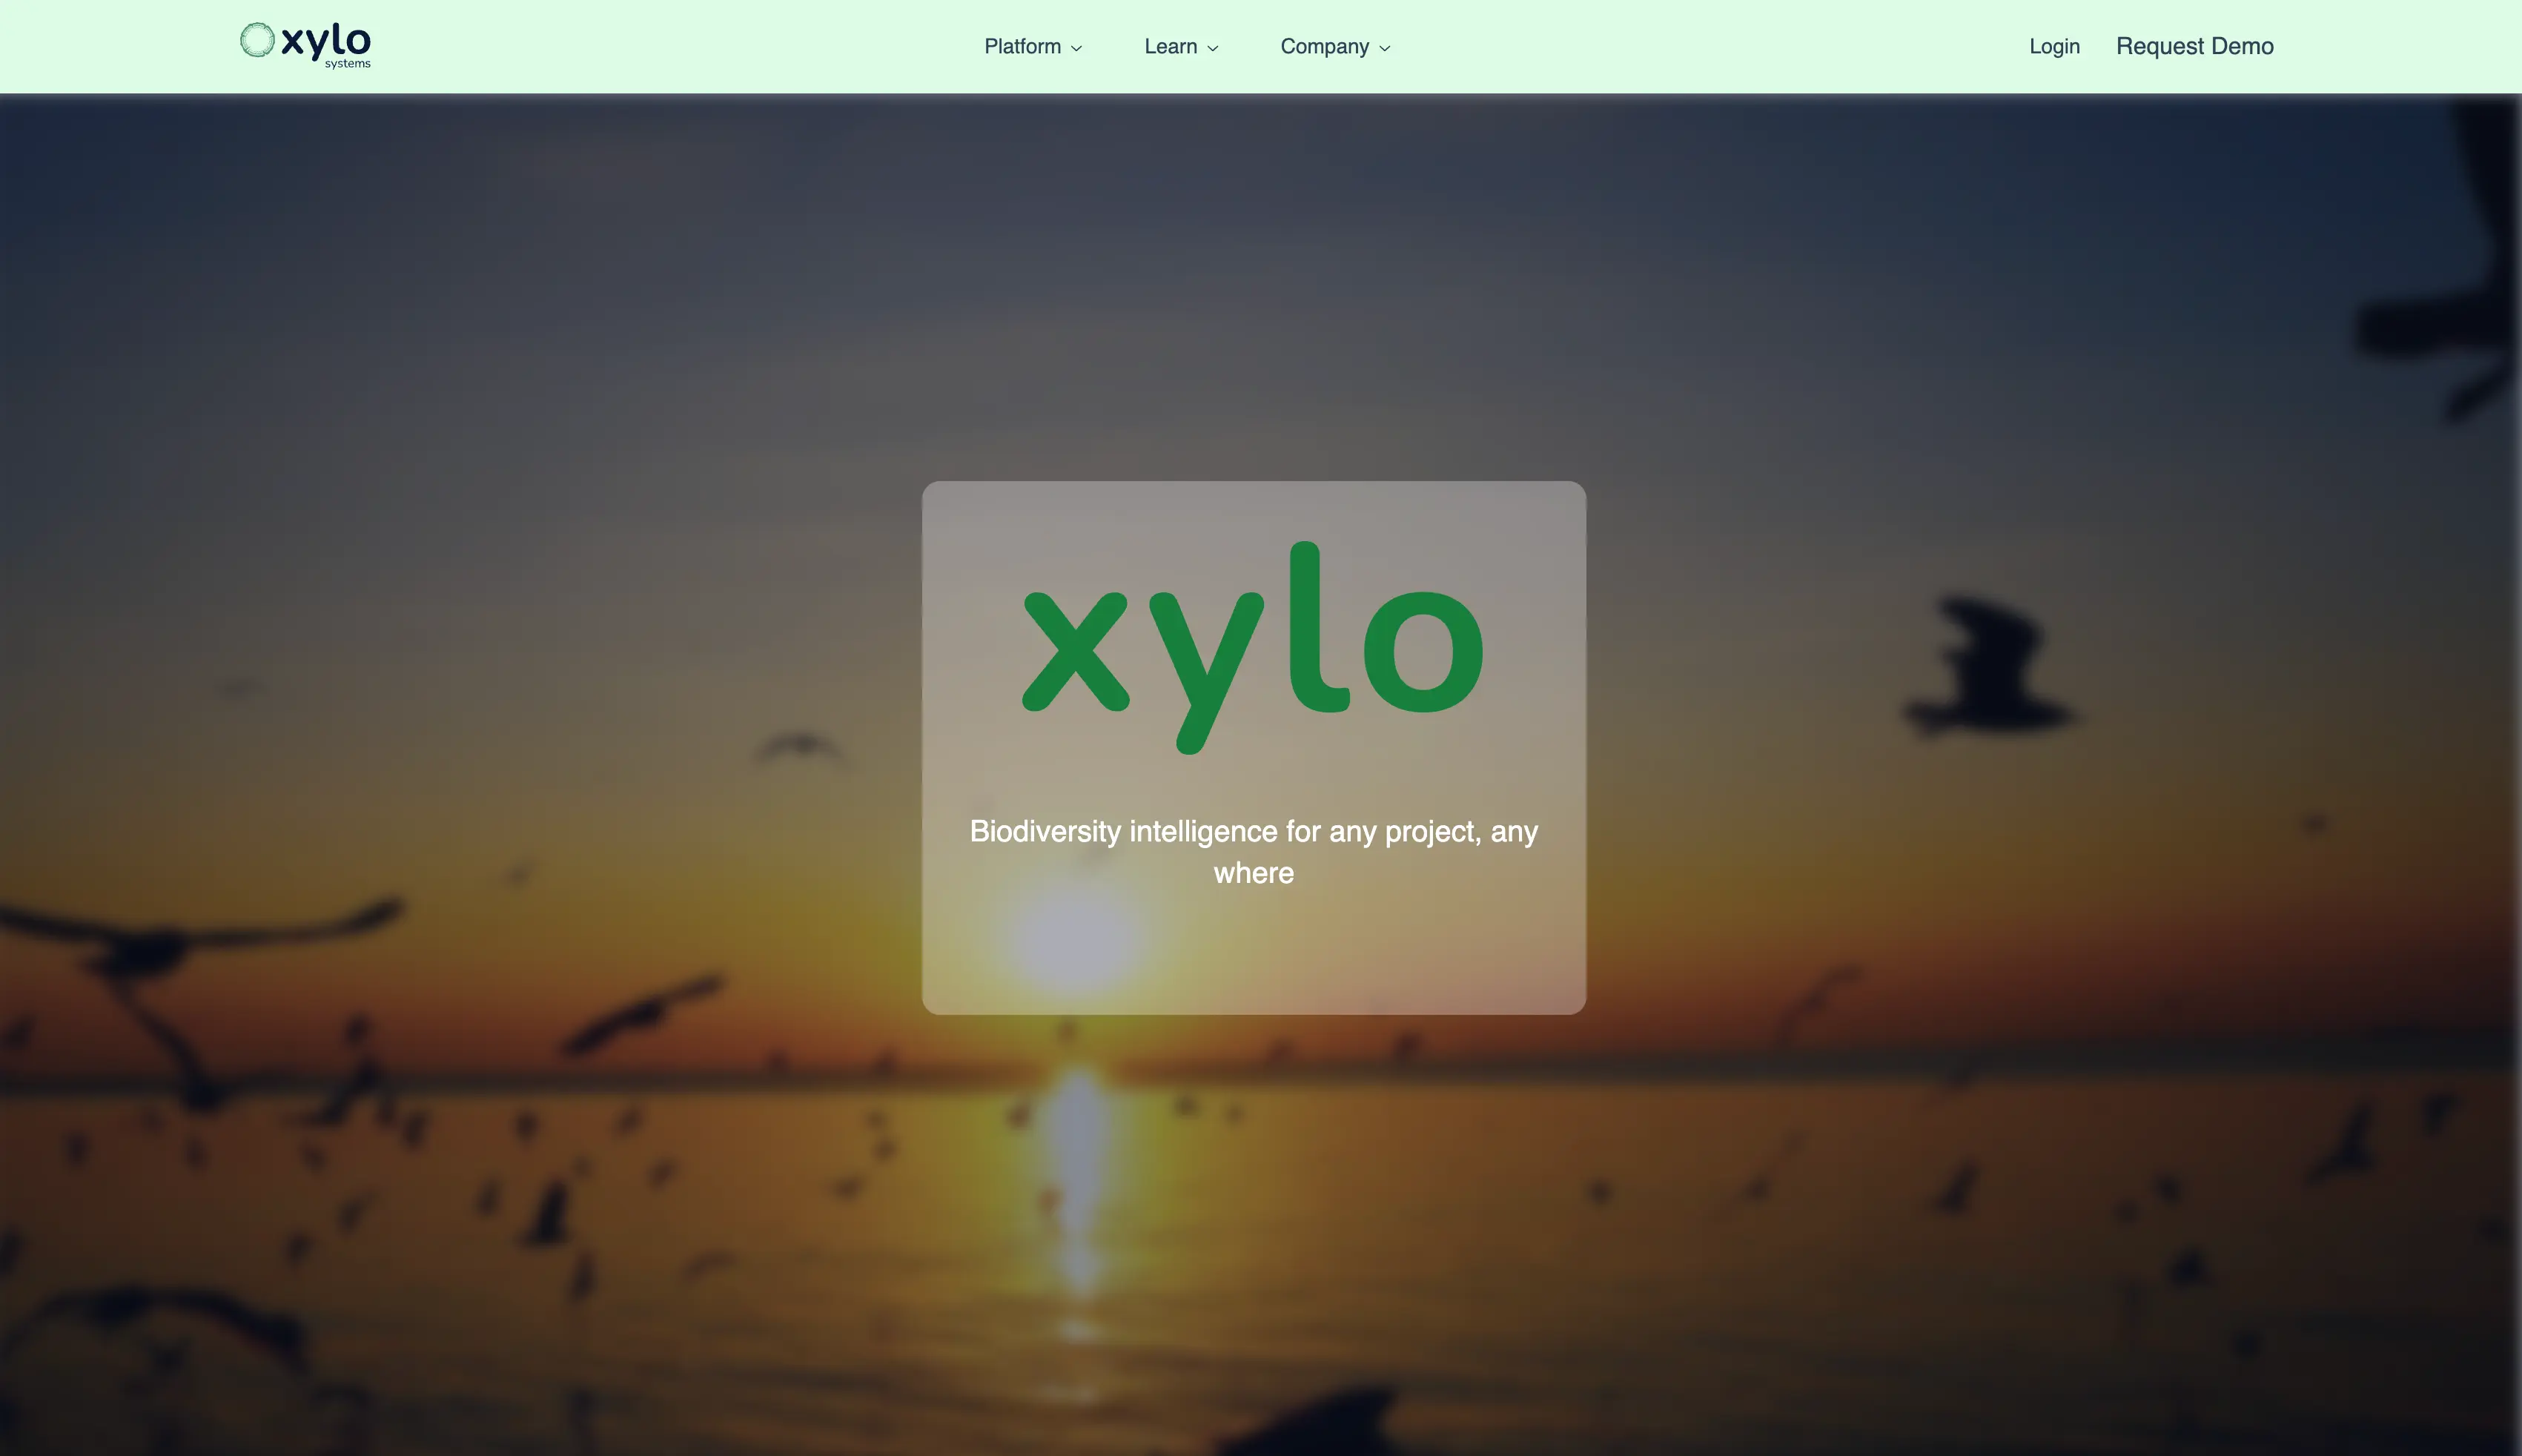 xylo
systems
Platform
Learn
Company
Login
Request Demo
xylo
Biodiversity intelligence for any project, any
where